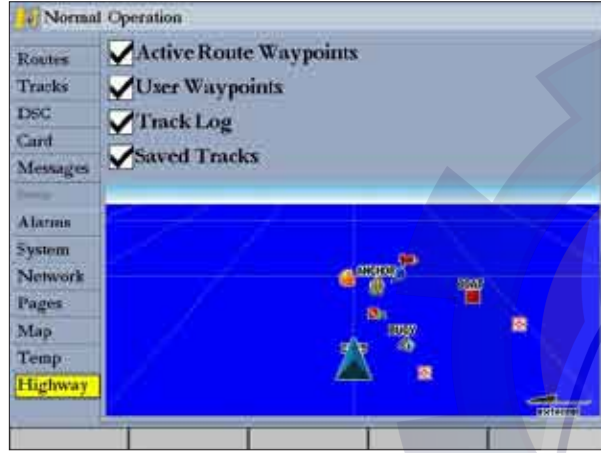 Normal Operation
Active Route Waypoints
User Waypoints
Track Log
Saved Tracks
Routes
Tracks
DSC
Card
Messages
Alarms
System
Network
Pages
Map
Temp
Highway
ANCHOR
BUOY